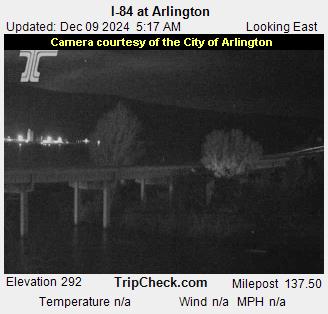 I-84 at Arlington
Updated: Dec 09 2024 5:17 AM Looking East
Camera courtesy of the City of Arlington
Elevation 292 TripCheck.com Milepost 137.50
Temperature n/a Wind n/a MPH n/a